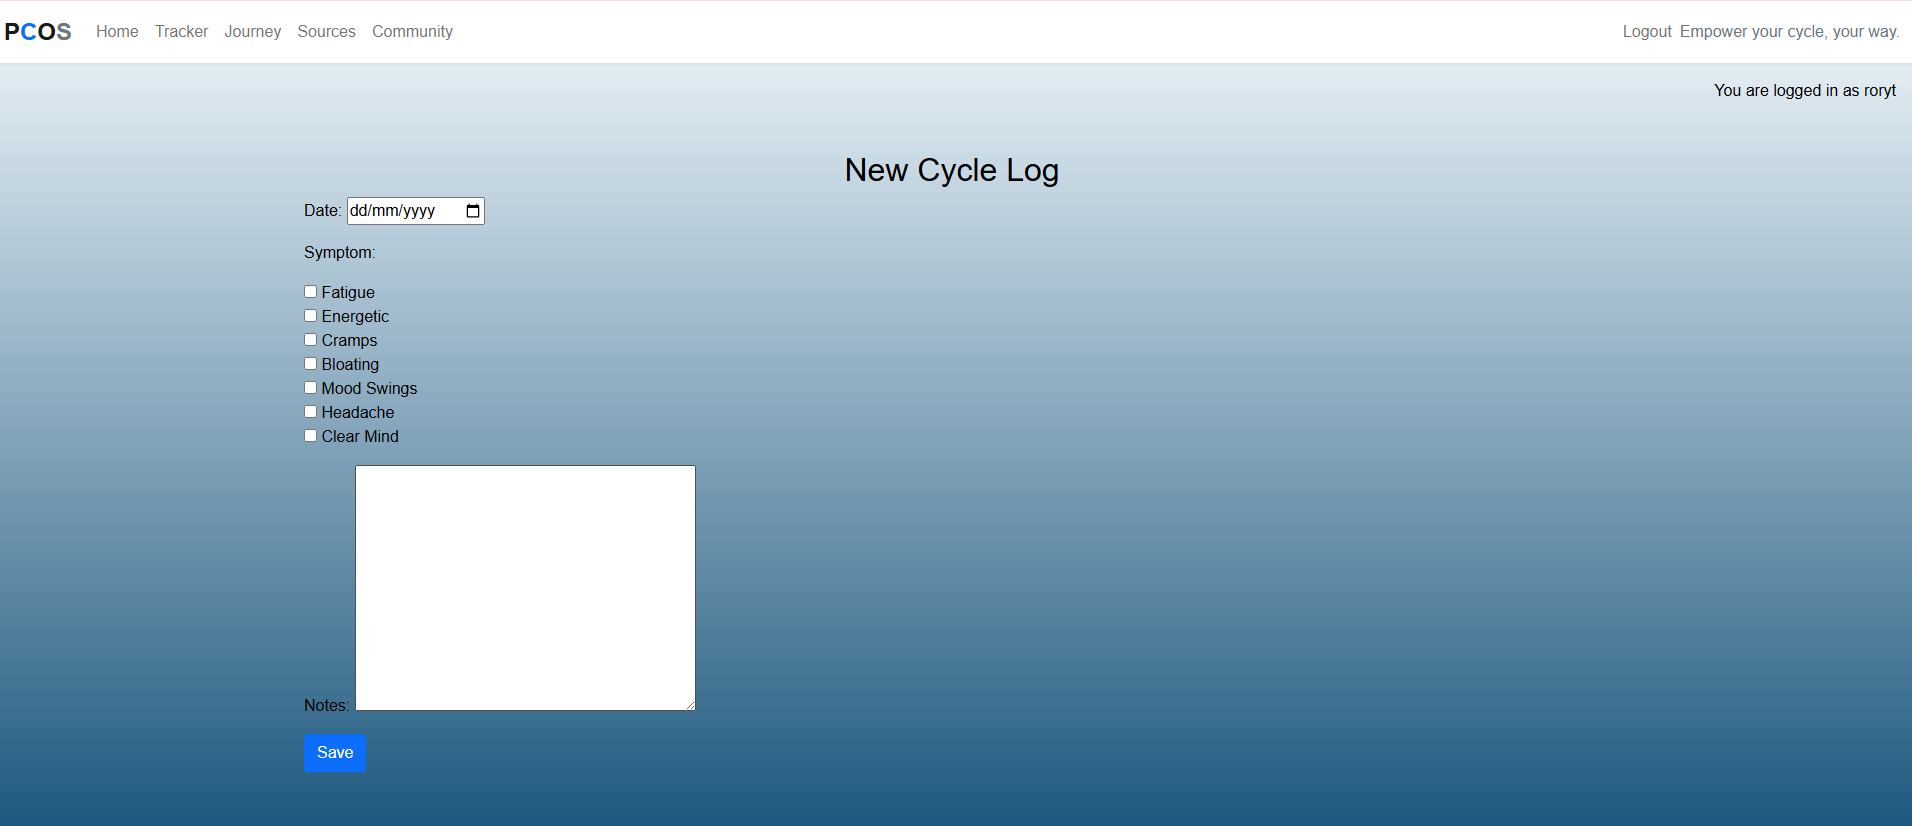 PCOS Home Tracker Journey Sources Community Logout Empower your cycle, your way.
You are logged in as roryt
New Cycle Log
Date: dd/mm/yyyy
Symptom:
Fatigue
Energetic
Cramps
Bloating
Mood Swings
Headache
Clear Mind
Notes:
Save